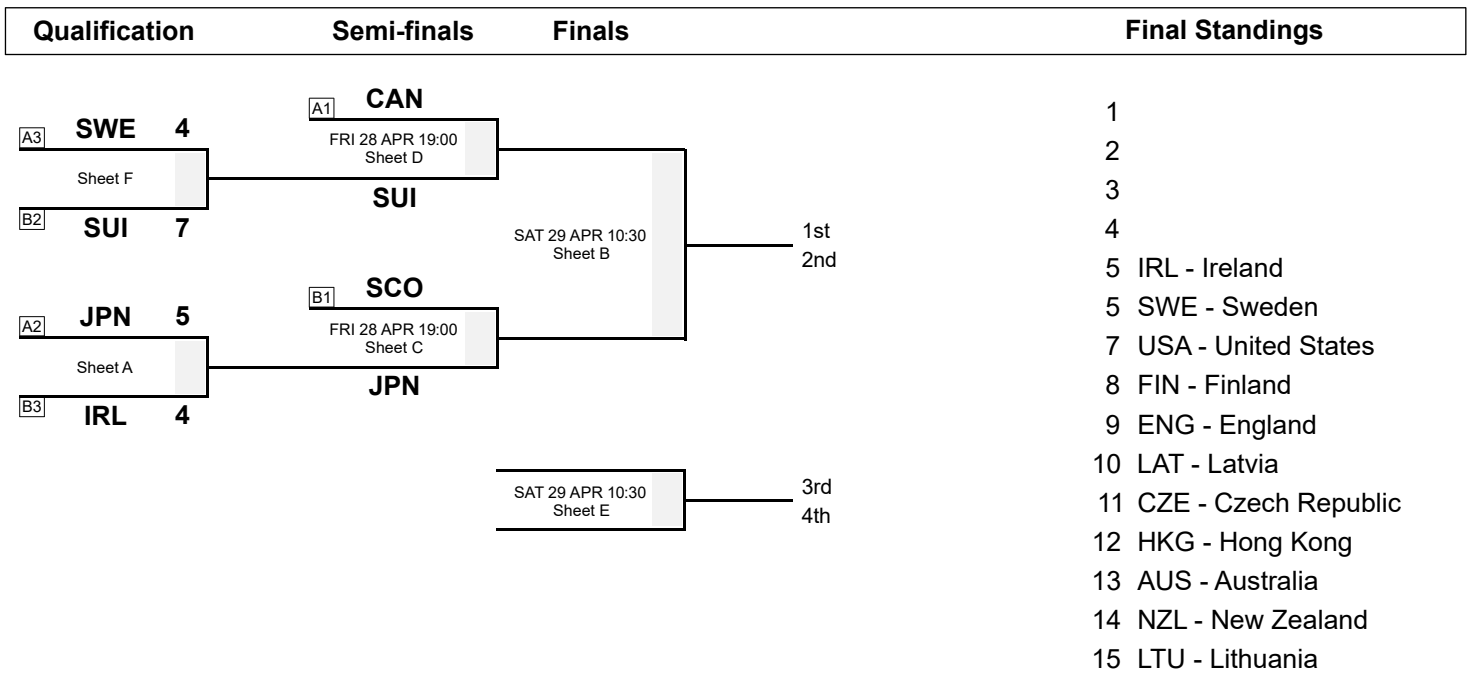 Qualification Semi-finals Finals Final Standings
A1 CAN
A3 SWE 4
FRI 28 APR 19:00
Sheet D
Sheet F
SUI
B2 SUI 7
SAT 29 APR 10:30
Sheet B
1st
2nd
B1 SCO
A2 JPN 5
FRI 28 APR 19:00
Sheet C
Sheet A
JPN
B3 IRL 4
SAT 29 APR 10:30
Sheet E
3rd
4th
1
2
3
4
5 IRL - Ireland
5 SWE - Sweden
7 USA - United States
8 FIN - Finland
9 ENG - England
10 LAT - Latvia
11 CZE - Czech Republic
12 HKG - Hong Kong
13 AUS - Australia
14 NZL - New Zealand
15 LTU - Lithuania